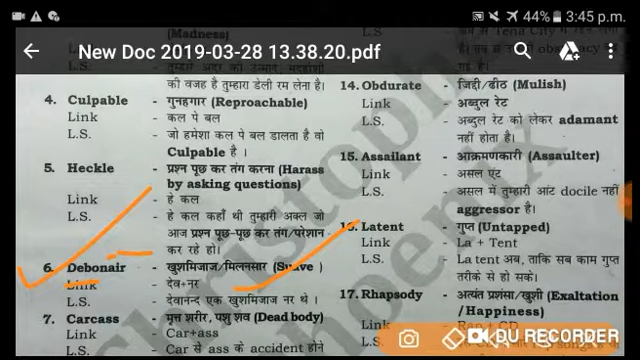 44% 3:45 p.m.
New Doc 2019-03-28 13.38.20.pdf
(Madness)
की वजह है तुम्हारा डेली रम लेना है।
4. Culpable - गुनहगार (Reproachable)
Link - कल पे बल
L.S. - जो हमेशा कल पे बल डालता है वो
Culpable है ।
5. Heckle - प्रश्न पूछ कर तंग करना (Harass
by asking questions)
Link - हे कल
L.S. - हे कल कहाँ थी तुम्हारी अक्ल जो
आज प्रश्न पूछ-पूछ कर तंग/परेशान
कर रहे हो।
6. Debonair - खुशमिजाज/मिलनसार (Suave )
Link - देव+नर
L.S. - देवानन्द एक खुशमिजाज नर थे ।
7. Carcass - मृत शरीर, पशु शव (Dead body)
Link - Car+ass
L.S. - Car से ass के accident होने
14. Obdurate - ज़िद्दी/ढीठ (Mulish)
Link - अब्दुल रेट
L.S. - अब्दुल रेट को लेकर adamant
नहीं होता है।
15. Assailant - आक्रमणकारी (Assaulter)
Link - असल एंट
L.S. - असल में तुम्हारी आंट docile नहीं
aggressor है।
16. Latent - गुप्त (Untapped)
Link - La + Tent
L.S. - La tent अब, ताकि सब काम गुप्त
तरीके से हो सकें।
17. Rhapsody - अत्यंत प्रशंसा/खुशी (Exaltation
/Happiness)
Link - Rap + CD
DU RECORDER